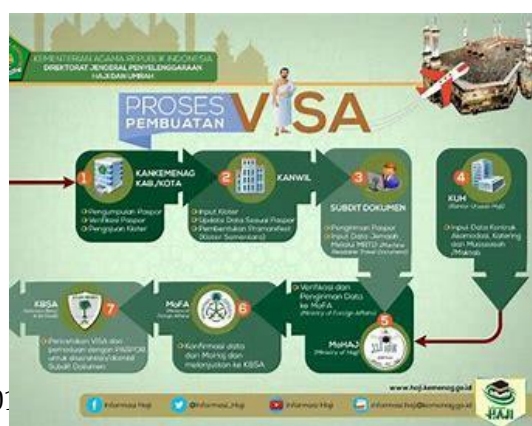 KEMENTERIAN AGAMA REPUBLIK INDONESIA
DIREKTORAT JENDERAL PENYELENGGARAAN
HAJI DAN UMRAH
PROSES
PEMBUATAN
VISA
1
KANKEMENAG
KAB./KOTA
Pengumpulan Paspor
Verifikasi Paspor
Pengajuan Kloter
2
KANWIL
Input Kloter
Update Data Sesuai Paspor
Pembentukan Pramanifest
(Kloter Sementara)
3
SUBDIT DOKUMEN
Pengiriman Paspor
Input Data Jemaah
Melalui MRTD (Machine
Readable Travel Document)
4
KUH
(Kantor Urusan Haji)
Input Data Kontrak
Akomodasi, Katering
dan Muassasah
/Maktab
Verifikasi dan
Pengiriman Data
ke MoFA
(Ministry of Foreign Affairs)
5
MoHAJ
(Ministry of Haj)
6
MoFA
(Ministry of
Foreign Affairs)
Konfirmasi data
dari MoHaj dan
melanjutkan ke KBSA
7
KBSA
Pencetakan VISA dan
pemaduan dengan PASPOR
Subdit Dokumen
www.haji.kemenag.go.id
Informasi Haji
@Informasi_Haji
Informasi Haji
informasi.haji@kemenag.go.id
HAJI